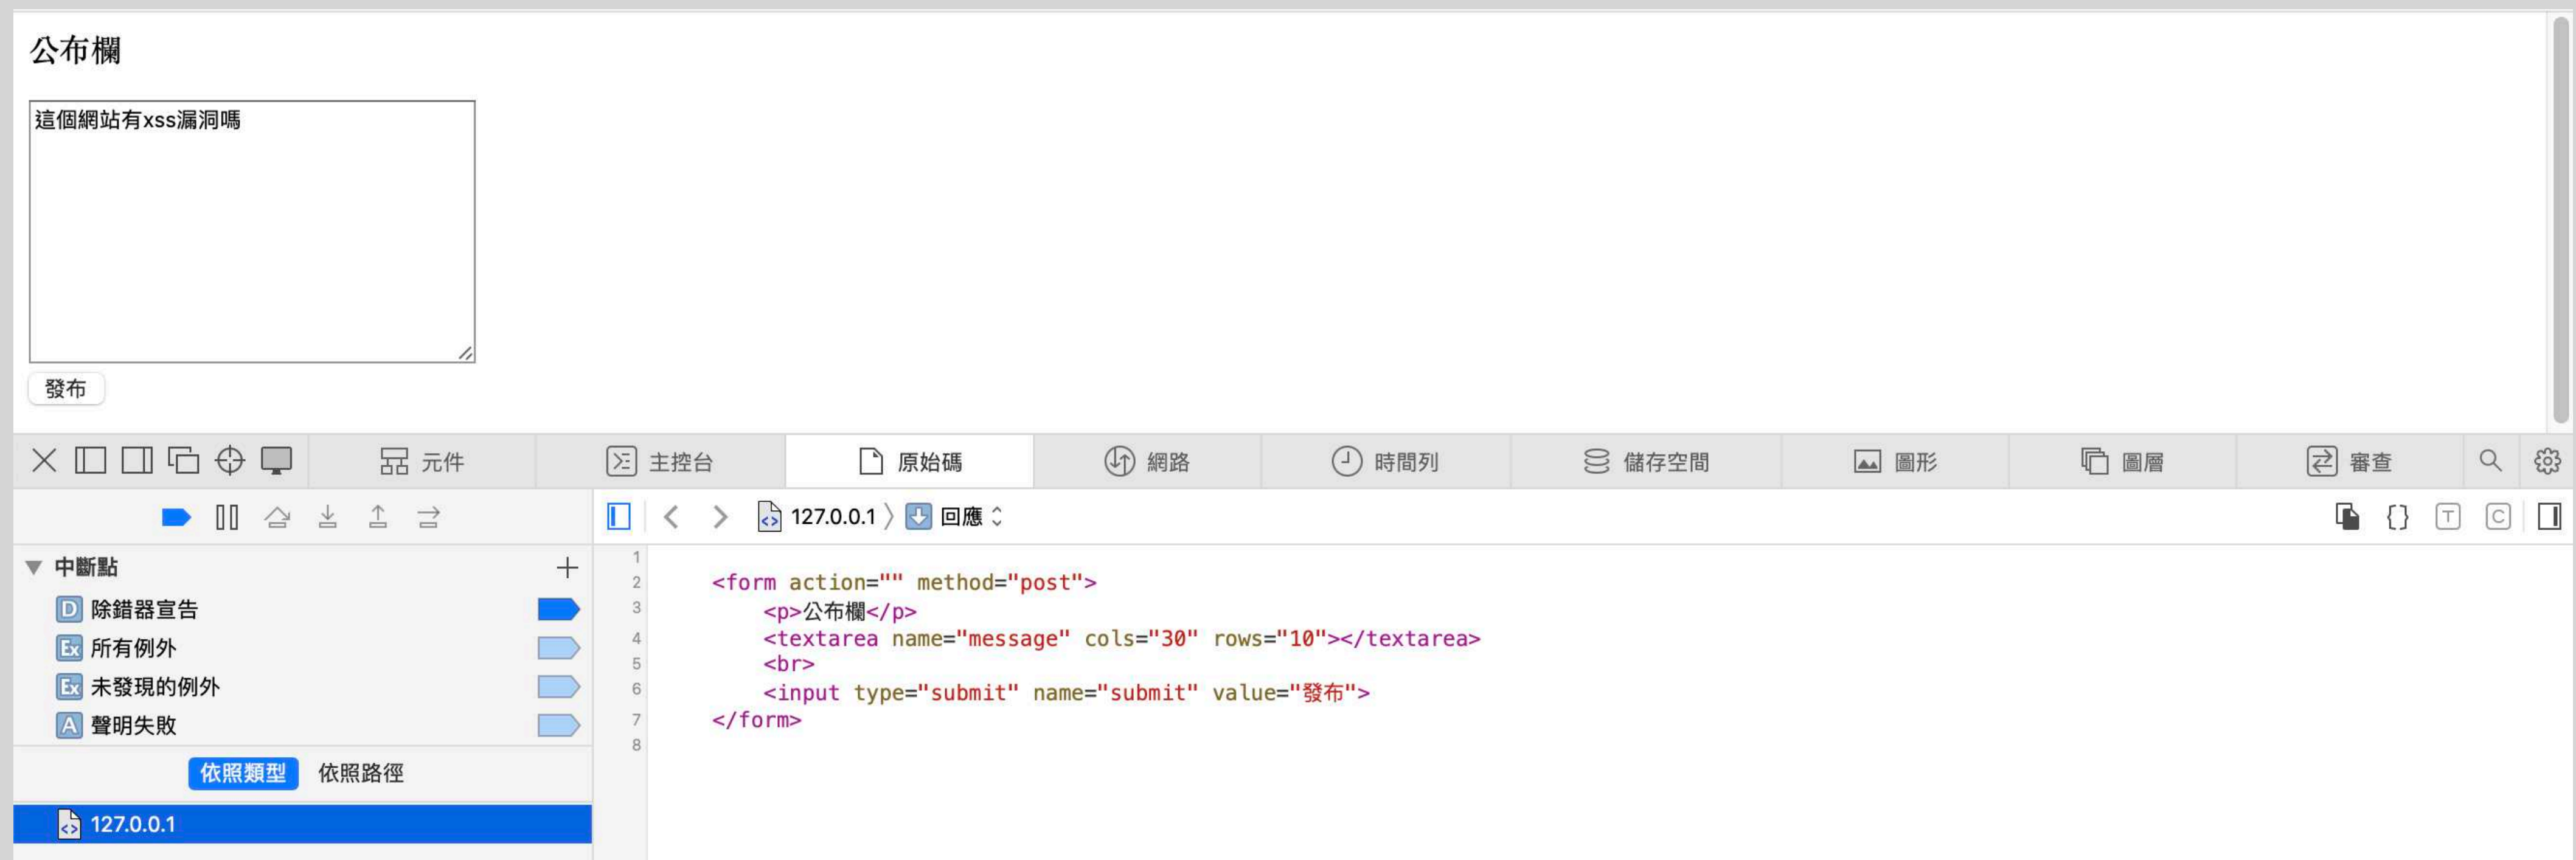 公布欄
這個網站有xss漏洞嗎
發布
元件 主控台 原始碼 網路 時間列 儲存空間 圖形 圖層 審查
127.0.0.1 〉 回應
中斷點
D 除錯器宣告
Ex 所有例外
Ex 未發現的例外
A 聲明失敗
依照類型 依照路徑
127.0.0.1
{} T C
1
2 <form action="" method="post">
3 <p>公布欄</p>
4 <textarea name="message" cols="30" rows="10"></textarea>
5 <br>
6 <input type="submit" name="submit" value="發布">
7 </form>
8